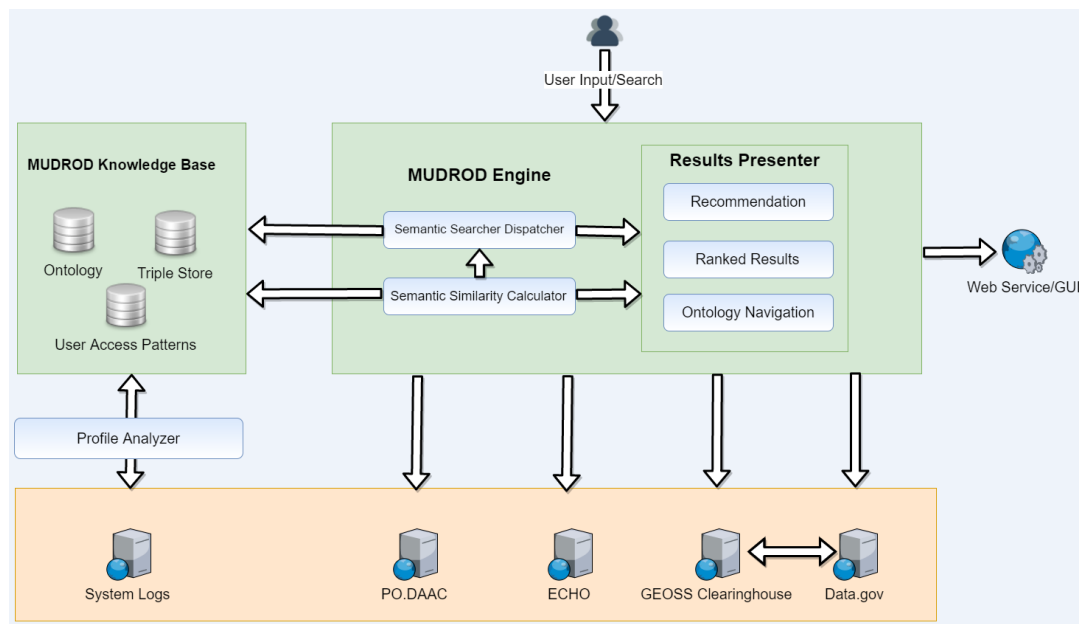 User Input/Search
MUDROD Knowledge Base
Ontology
Triple Store
User Access Patterns
MUDROD Engine
Semantic Searcher Dispatcher
Semantic Similarity Calculator
Results Presenter
Recommendation
Ranked Results
Ontology Navigation
Web Service/GUI
Profile Analyzer
System Logs
PO.DAAC
ECHO
GEOSS Clearinghouse
Data.gov